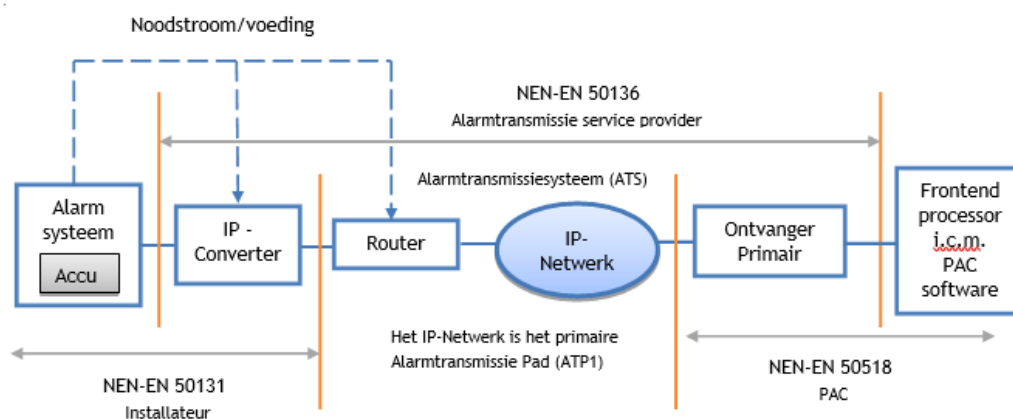 Noodstroom/voeding
NEN-EN 50136
Alarmtransmissie service provider
Alarmtransmissiesysteem (ATS)
Alarm
systeem
Accu
IP -
Converter
Router
IP-
Netwerk
Ontvanger
Primair
Frontend
processor
i.c.m.
PAC
software
Het IP-Netwerk is het primaire
Alarmtransmissie Pad (ATP1)
NEN-EN 50131
Installateur
NEN-EN 50518
PAC